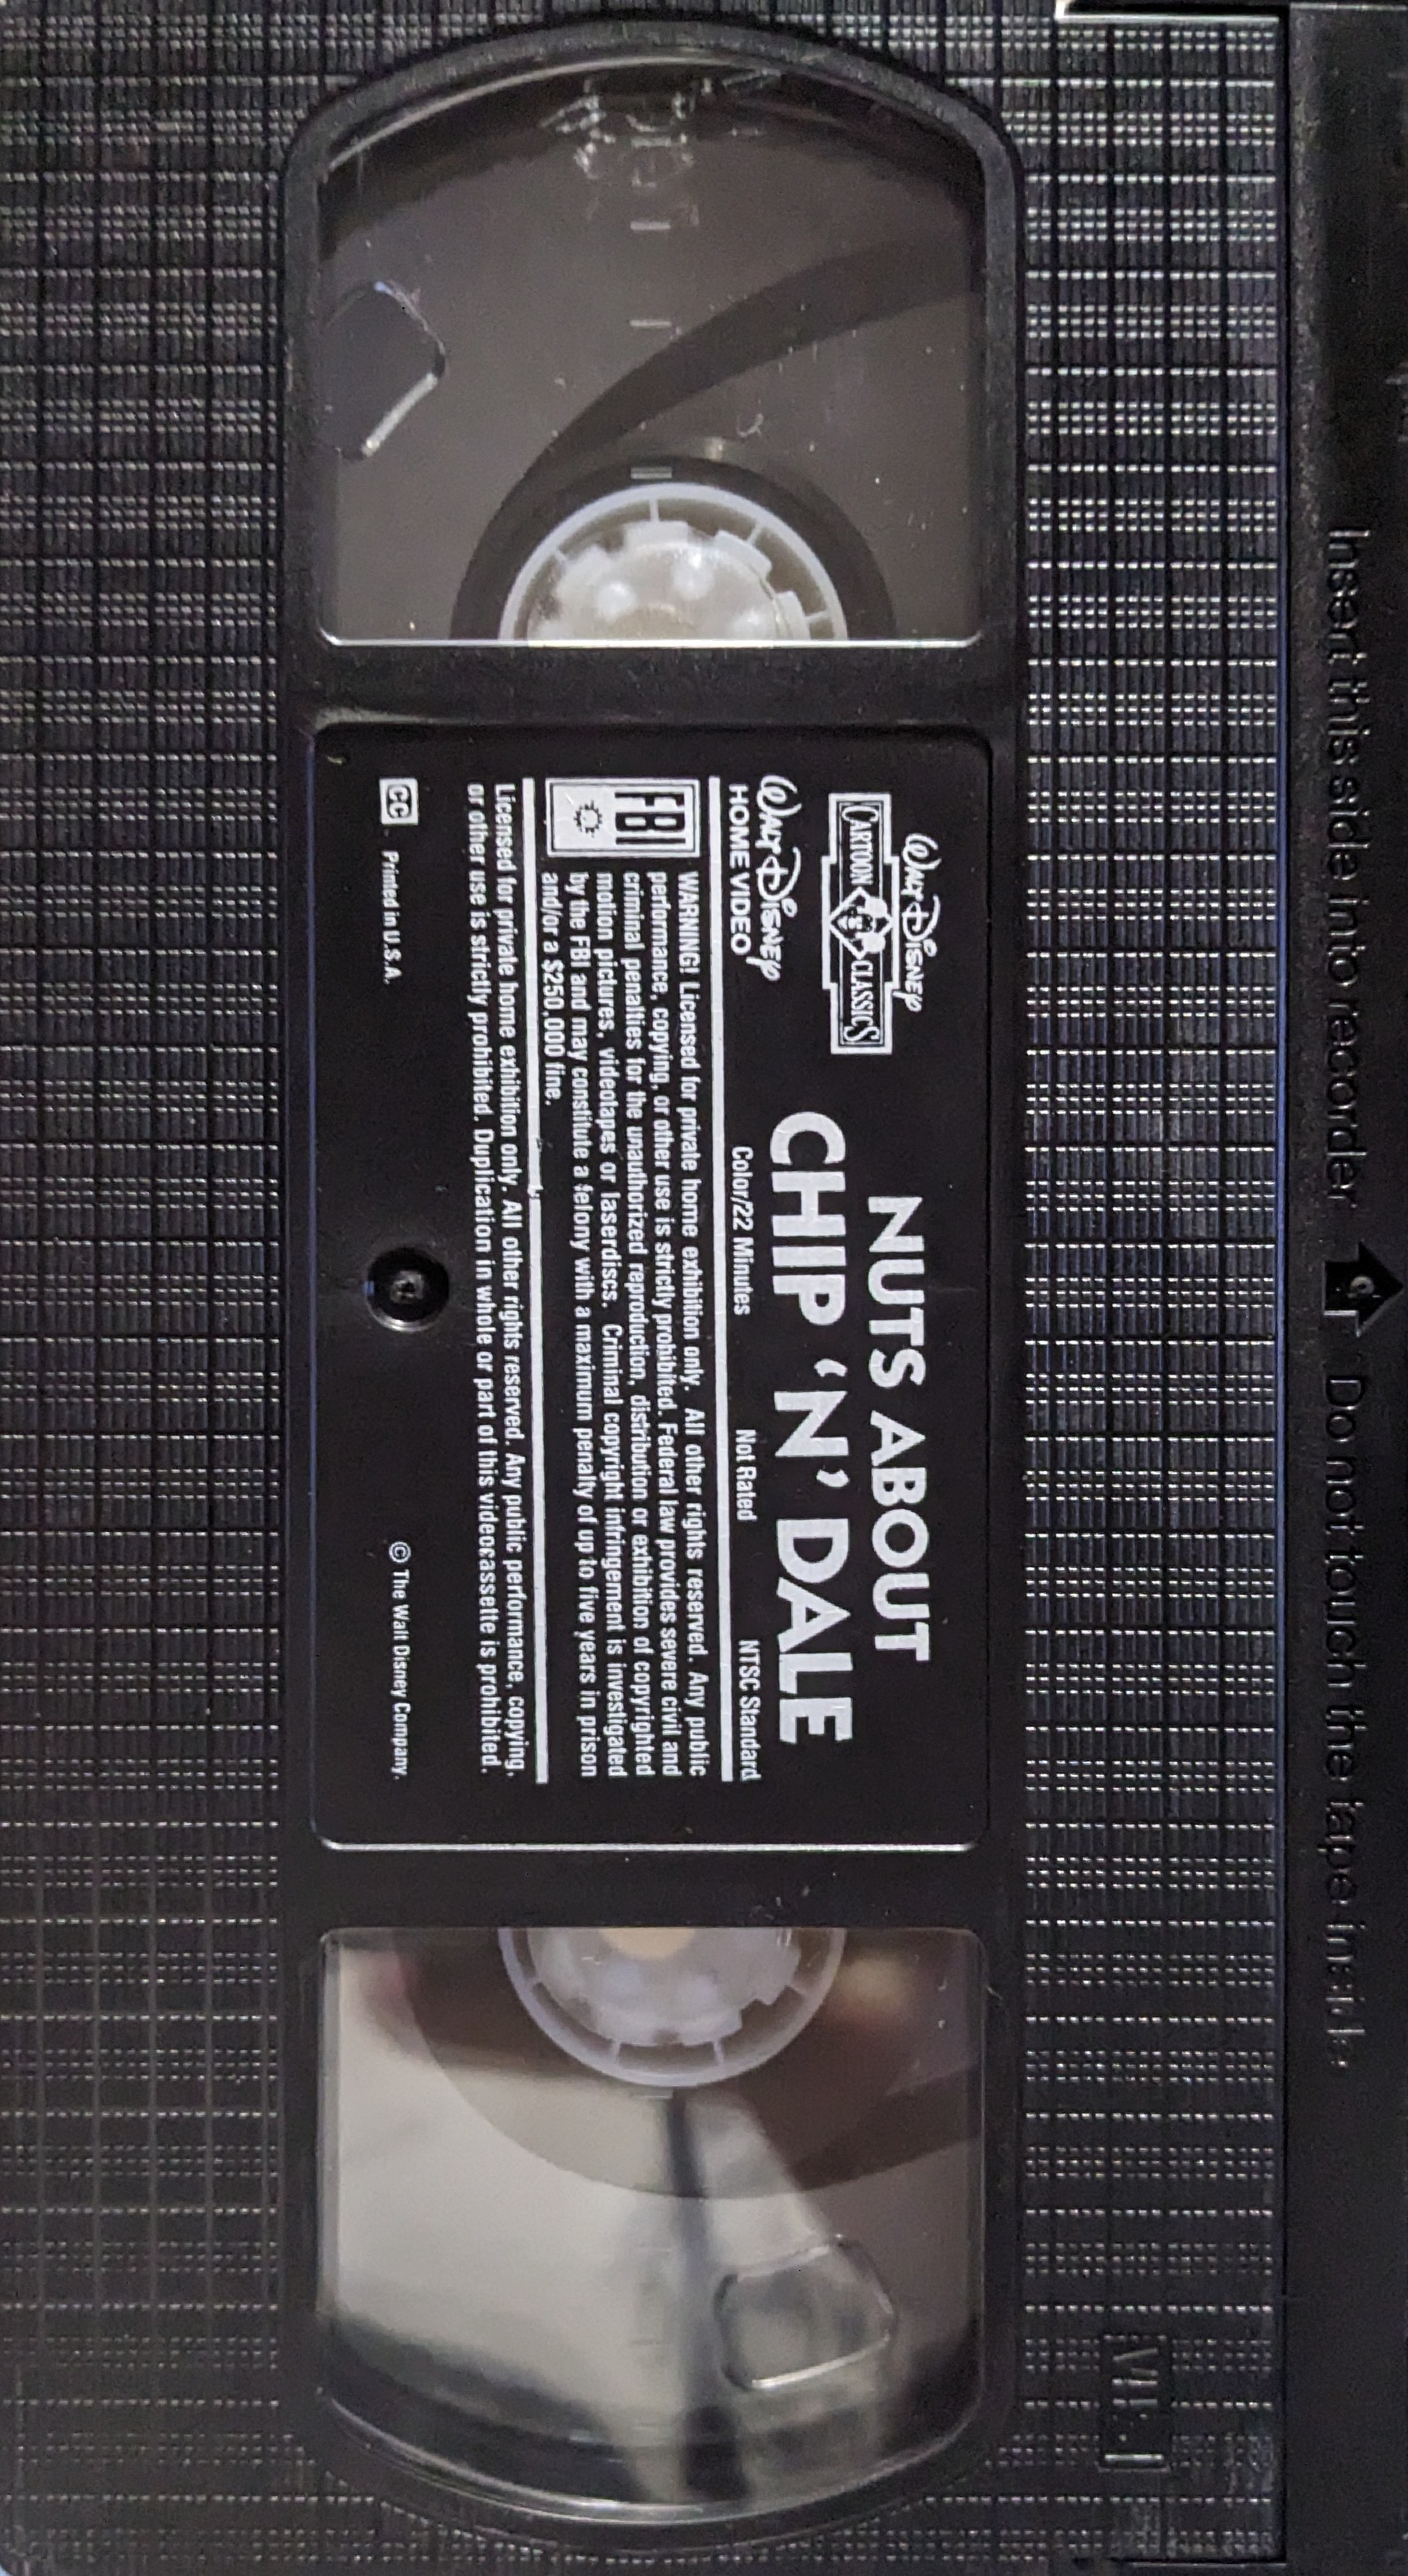 Insert this side into recorder
Do not touch the tape inside
WALT DISNEY
CARTOON CLASSICS
NUTS ABOUT
CHIP 'N' DALE
WALT DISNEY
HOME VIDEO
Color/22 Minutes Not Rated NTSC Standard
FBI
WARNING! Licensed for private home exhibition only. All other rights reserved. Any public
performance, copying, or other use is strictly prohibited. Federal law provides severe civil and
criminal penalties for the unauthorized reproduction, distribution or exhibition of copyrighted
motion pictures, videotapes or laserdiscs. Criminal copyright infringement is investigated
by the FBI and may constitute a felony with a maximum penalty of up to five years in prison
and/or a $250,000 fine.
Licensed for private home exhibition only. All other rights reserved. Any public performance, copying,
or other use is strictly prohibited. Duplication in whole or part of this videocassette is prohibited.
CC Printed in U.S.A. © The Walt Disney Company.